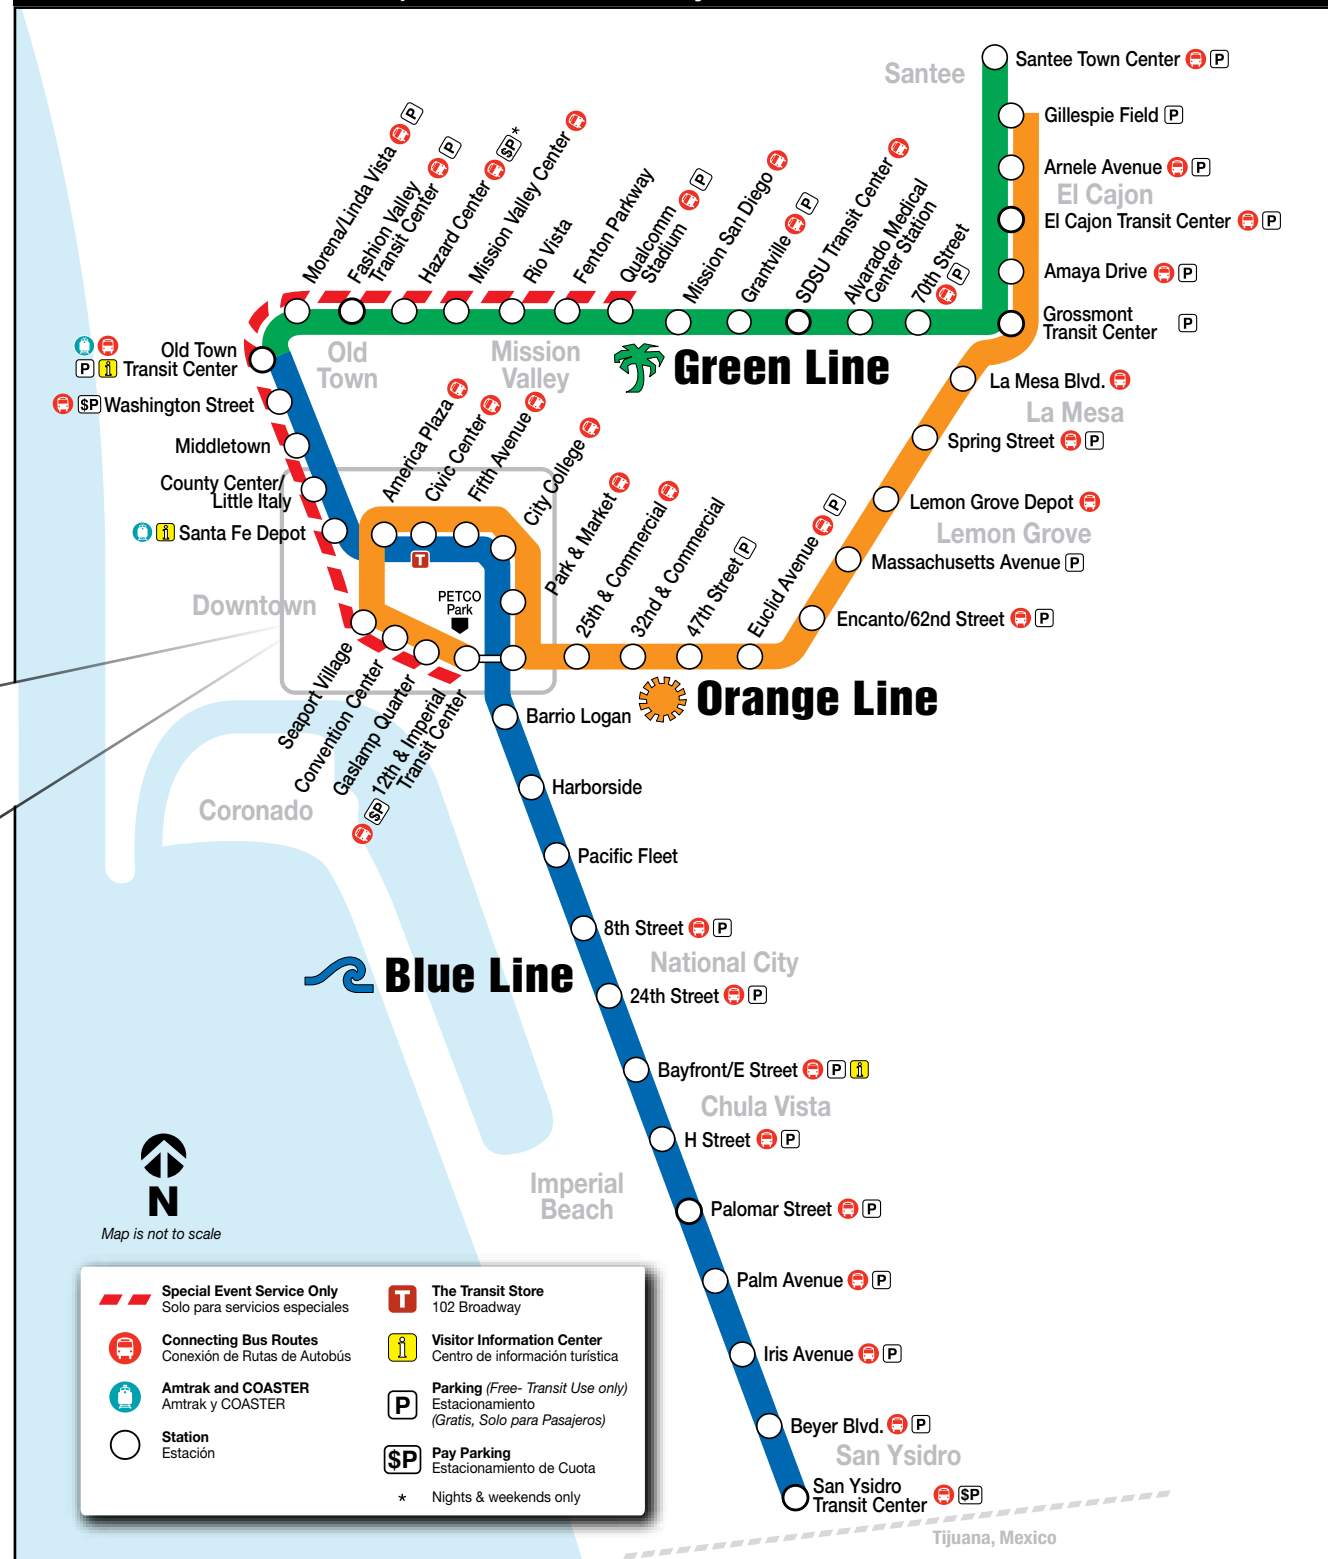 Santee
Santee Town Center P
Gillespie Field P
Arnele Avenue P
El Cajon
El Cajon Transit Center P
Amaya Drive P
Grossmont
Transit Center P
Morena/Linda Vista P
Fashion Valley
Transit Center P
Hazard Center $P*
Mission Valley Center
Rio Vista
Fenton Parkway
Qualcomm
Stadium P
Mission San Diego
Grantville P
SDSU Transit Center
Alvarado Medical
Center Station
70th Street
P
Old Town
P i Transit Center
Old
Town
Mission
Valley
Green Line
$P Washington Street
Middletown
County Center/
Little Italy
i Santa Fe Depot
Downtown
America Plaza
Civic Center
Fifth Avenue
City College
Park & Market
T
PETCO
Park
25th & Commercial
32nd & Commercial
47th Street P
Euclid Avenue P
La Mesa Blvd.
La Mesa
Spring Street P
Lemon Grove Depot
Lemon Grove
Massachusetts Avenue P
Encanto/62nd Street P
Orange Line
Seaport Village
Convention Center
Gaslamp Quarter
12th & Imperial
Transit Center
$P
Coronado
Barrio Logan
Harborside
Pacific Fleet
8th Street P
National City
Blue Line
24th Street P
Bayfront/E Street P i
Chula Vista
H Street P
Imperial
Beach
Palomar Street P
Palm Avenue P
Iris Avenue P
Beyer Blvd. P
San Ysidro
San Ysidro
Transit Center $P
Tijuana, Mexico
N
Map is not to scale
Special Event Service Only
Solo para servicios especiales
Connecting Bus Routes
Conexión de Rutas de Autobús
Amtrak and COASTER
Amtrak y COASTER
Station
Estación
T The Transit Store
102 Broadway
i Visitor Information Center
Centro de información turística
P Parking (Free- Transit Use only)
Estacionamiento
(Gratis, Solo para Pasajeros)
$P Pay Parking
Estacionamiento de Cuota
* Nights & weekends only